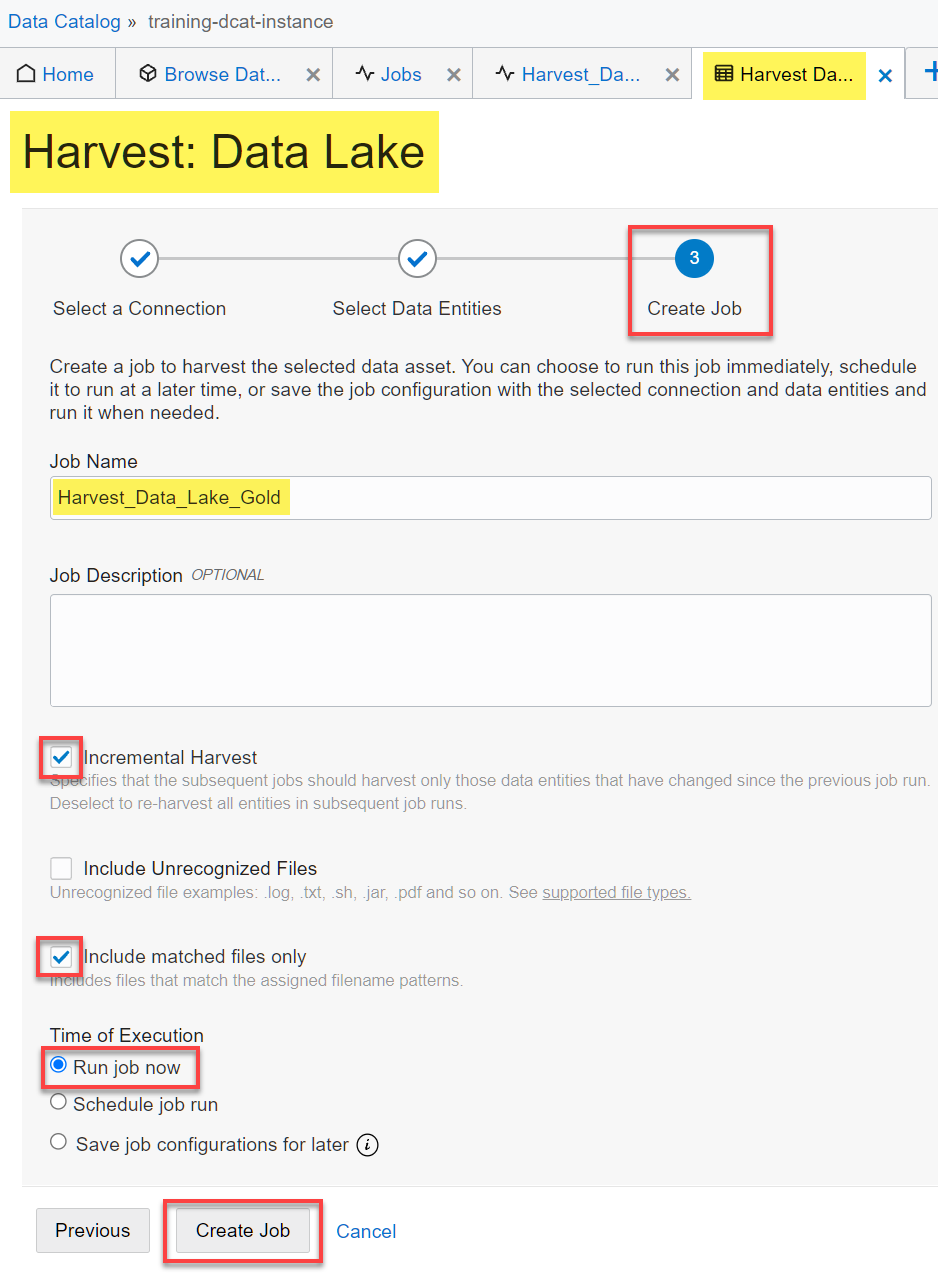 Data Catalog » training-dcat-instance
Home Browse Dat... Jobs Harvest_Da... Harvest Da...
Harvest: Data Lake
3
Select a Connection Select Data Entities Create Job
Create a job to harvest the selected data asset. You can choose to run this job immediately, schedule
it to run at a later time, or save the job configuration with the selected connection and data entities and
run it when needed.
Job Name
Harvest_Data_Lake_Gold
Job Description OPTIONAL
Incremental Harvest
Specifies that the subsequent jobs should harvest only those data entities that have changed since the previous job run.
Deselect to re-harvest all entities in subsequent job runs.
Include Unrecognized Files
Unrecognized file examples: .log, .txt, .sh, .jar, .pdf and so on. See supported file types.
Include matched files only
Includes files that match the assigned filename patterns.
Time of Execution
Run job now
Schedule job run
Save job configurations for later i
Previous Create Job Cancel